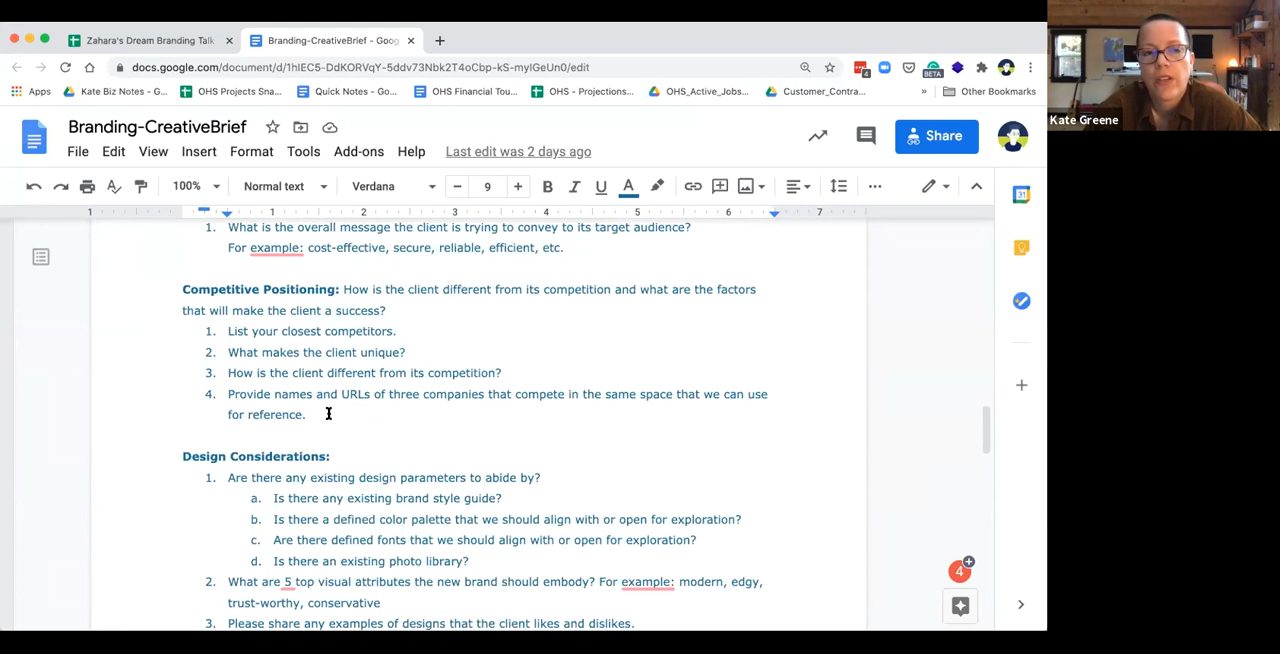 Zahara's Dream Branding Talk
Branding-CreativeBrief - Goog
docs.google.com/document/d/1hIEC5-DdKORVqY-5ddv73Nbk2T4oCbp-kS-myIGeUn0/edit
4
BETA
Apps
Kate Biz Notes - G...
OHS Projects Sna...
Quick Notes - Go...
OHS Financial Tou...
OHS - Projections...
OHS_Active_Jobs...
Customer_Contra...
»
Other Bookmarks
Kate Greene
Branding-CreativeBrief
Share
File Edit View Insert Format Tools Add-ons Help Last edit was 2 days ago
100% Normal text Verdana 9 B I U A
1 1 2 3 4 5 6 7
31
1. What is the overall message the client is trying to convey to its target audience?
For example: cost-effective, secure, reliable, efficient, etc.
Competitive Positioning: How is the client different from its competition and what are the factors
that will make the client a success?
1. List your closest competitors.
2. What makes the client unique?
3. How is the client different from its competition?
4. Provide names and URLs of three companies that compete in the same space that we can use
for reference.
Design Considerations:
1. Are there any existing design parameters to abide by?
a. Is there any existing brand style guide?
b. Is there a defined color palette that we should align with or open for exploration?
c. Are there defined fonts that we should align with or open for exploration?
d. Is there an existing photo library?
2. What are 5 top visual attributes the new brand should embody? For example: modern, edgy,
trust-worthy, conservative
3. Please share any examples of designs that the client likes and dislikes.
4